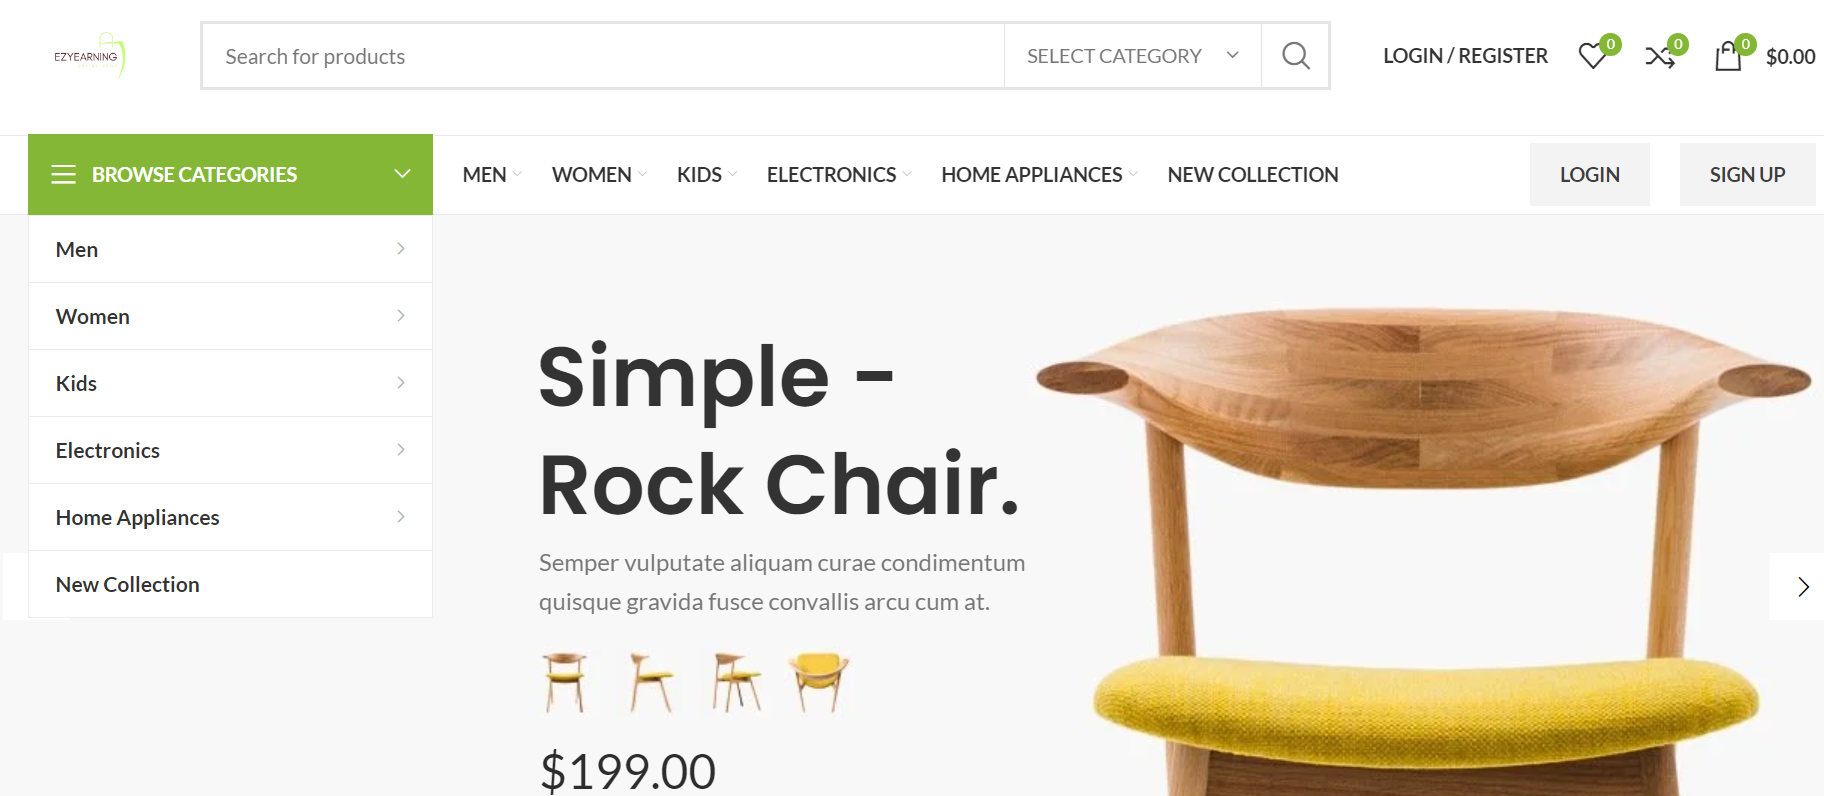 EZYEARNING
Search for products
SELECT CATEGORY
LOGIN / REGISTER
0
0
0
$0.00
BROWSE CATEGORIES
MEN
WOMEN
KIDS
ELECTRONICS
HOME APPLIANCES
NEW COLLECTION
LOGIN
SIGN UP
Men
Women
Kids
Electronics
Home Appliances
New Collection
Simple -
Rock Chair.
Semper vulputate aliquam curae condimentum
quisque gravida fusce convallis arcu cum at.
$199.00